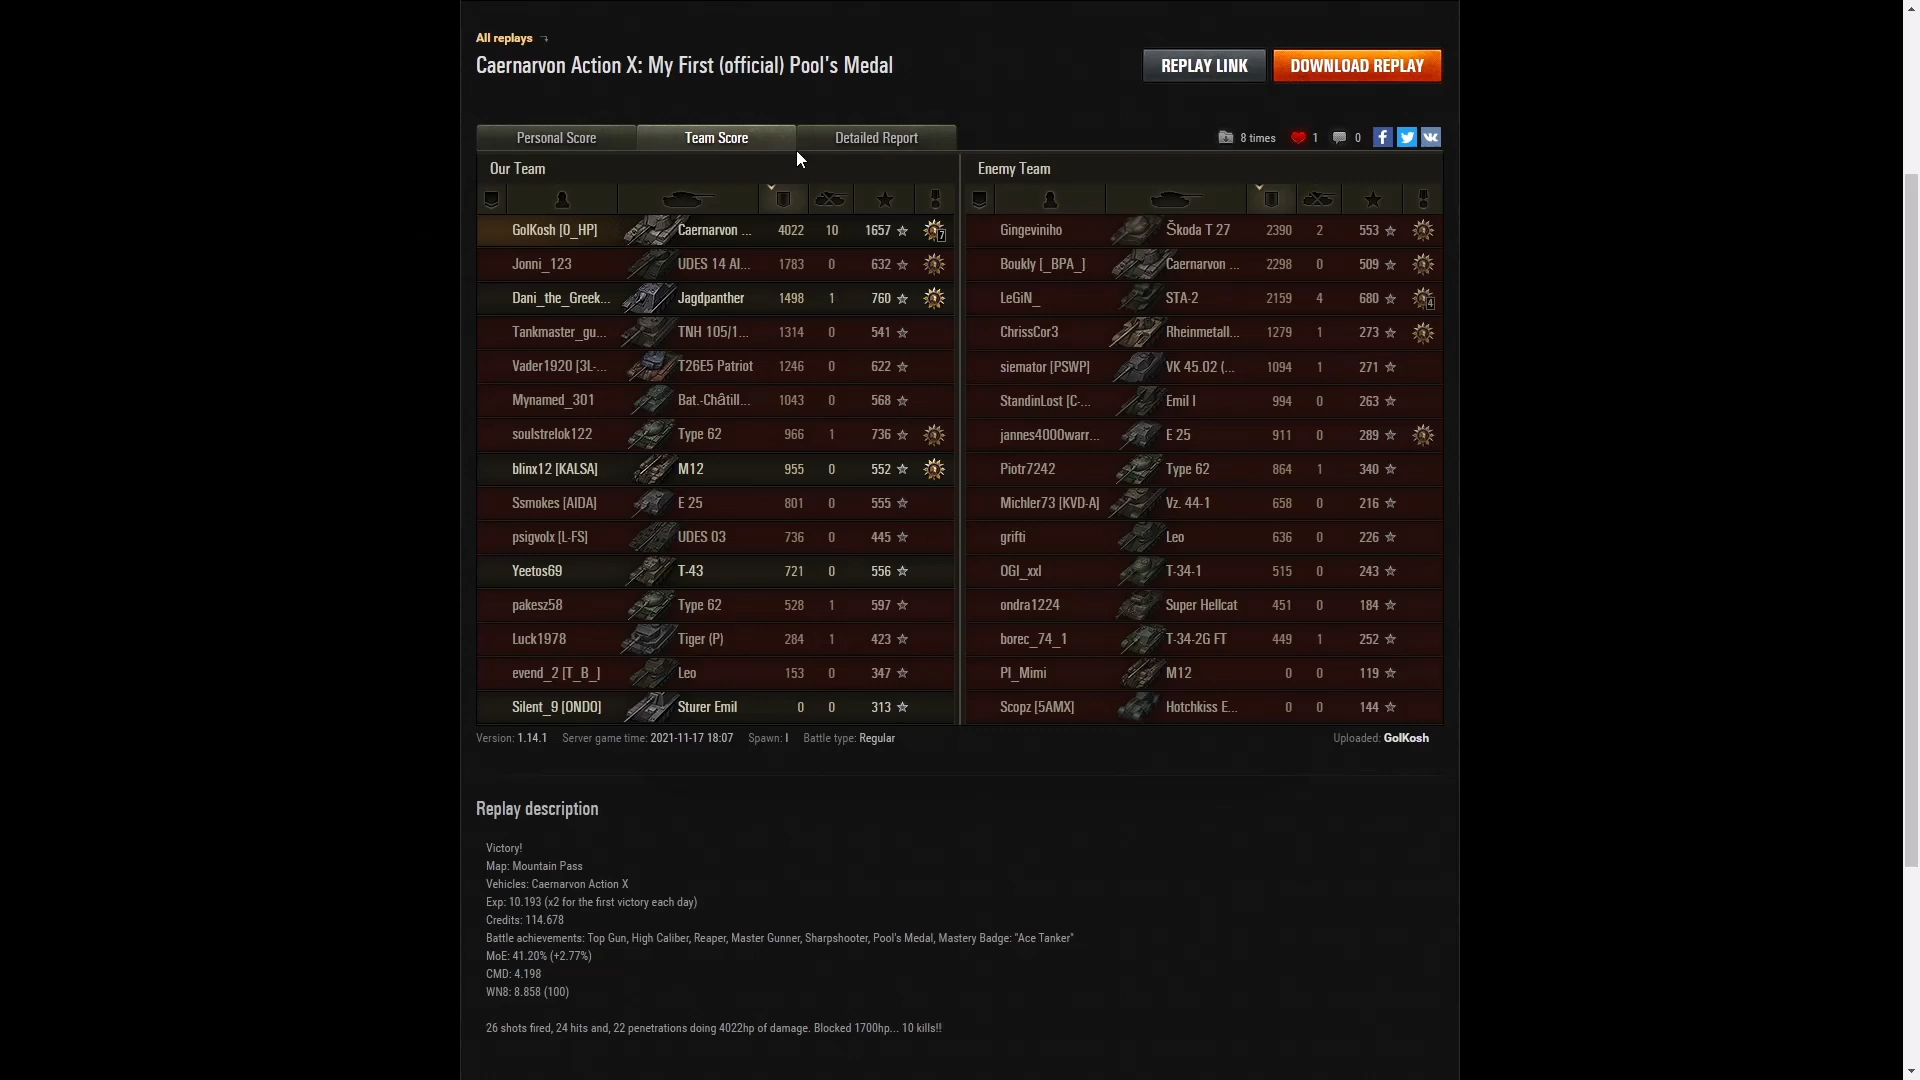 All replays
Caernarvon Action X: My First (official) Pool's Medal
REPLAY LINK
DOWNLOAD REPLAY
Personal Score Team Score Detailed Report
8 times 1 0
Our Team
GolKosh [O_HP] Caernarvon ... 4022 10 1657 7
Jonni_123 UDES 14 Al... 1783 0 632
Dani_the_Greek... Jagdpanther 1498 1 760
Tankmaster_gu... TNH 105/1... 1314 0 541
Vader1920 [3L-... T26E5 Patriot 1246 0 622
Mynamed_301 Bat.-Châtill... 1043 0 568
soulstrelok122 Type 62 966 1 736
blinx12 [KALSA] M12 955 0 552
Ssmokes [AIDA] E 25 801 0 555
psigvolx [L-FS] UDES 03 736 0 445
Yeetos69 T-43 721 0 556
pakesz58 Type 62 528 1 597
Luck1978 Tiger (P) 284 1 423
evend_2 [T_B_] Leo 153 0 347
Silent_9 [ONDO] Sturer Emil 0 0 313
Enemy Team
Gingeviniho Škoda T 27 2390 2 553
Boukly [_BPA_] Caernarvon ... 2298 0 509
LeGiN_ STA-2 2159 4 680 4
ChrissCor3 Rheinmetall... 1279 1 273
siemator [PSWP] VK 45.02 (... 1094 1 271
StandinLost [C-... Emil I 994 0 263
jannes4000warr... E 25 911 0 289
Piotr7242 Type 62 864 1 340
Michler73 [KVD-A] Vz. 44-1 658 0 216
grifti Leo 636 0 226
OGI_xxl T-34-1 515 0 243
ondra1224 Super Hellcat 451 0 184
borec_74_1 T-34-2G FT 449 1 252
PI_Mimi M12 0 0 119
Scopz [5AMX] Hotchkiss E... 0 0 144
Version: 1.14.1 Server game time: 2021-11-17 18:07 Spawn: I Battle type: Regular
Uploaded: GolKosh
Replay description
Victory!
Map: Mountain Pass
Vehicles: Caernarvon Action X
Exp: 10.193 (x2 for the first victory each day)
Credits: 114.678
Battle achievements: Top Gun, High Caliber, Reaper, Master Gunner, Sharpshooter, Pool's Medal, Mastery Badge: "Ace Tanker"
MoE: 41.20% (+2.77%)
CMD: 4.198
WN8: 8.858 (100)
26 shots fired, 24 hits and, 22 penetrations doing 4022hp of damage. Blocked 1700hp... 10 kills!!